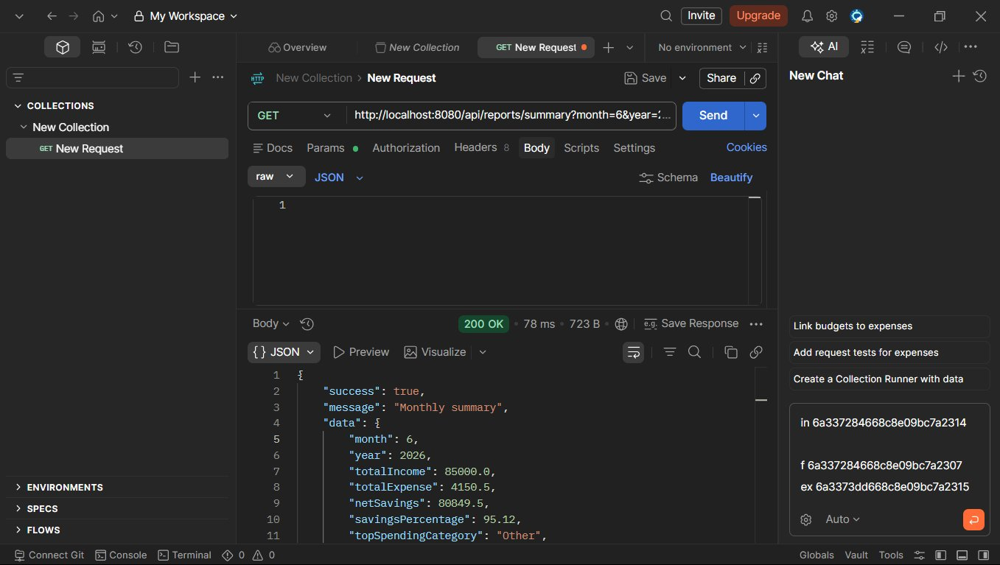 My Workspace
Invite
Upgrade
Overview
New Collection
GET New Request
No environment
AI
New Collection > New Request
Save
Share
New Chat
COLLECTIONS
New Collection
GET New Request
GET
http://localhost:8080/api/reports/summary?month=6&year=2...
Send
Docs
Params
Authorization
Headers 8
Body
Scripts
Settings
Cookies
raw
JSON
Schema
Beautify
1
Body
200 OK
78 ms
723 B
e.g. Save Response
{} JSON
Preview
Visualize
1 {
2 "success": true,
3 "message": "Monthly summary",
4 "data": {
5 "month": 6,
6 "year": 2026,
7 "totalIncome": 85000.0,
8 "totalExpense": 4150.5,
9 "netSavings": 80849.5,
10 "savingsPercentage": 95.12,
11 "topSpendingCategory": "Other",
Link budgets to expenses
Add request tests for expenses
Create a Collection Runner with data
in 6a337284668c8e09bc7a2314
f 6a337284668c8e09bc7a2307
ex 6a3373dd668c8e09bc7a2315
Auto
ENVIRONMENTS
SPECS
FLOWS
Connect Git
Console
Terminal
0
0
Globals
Vault
Tools